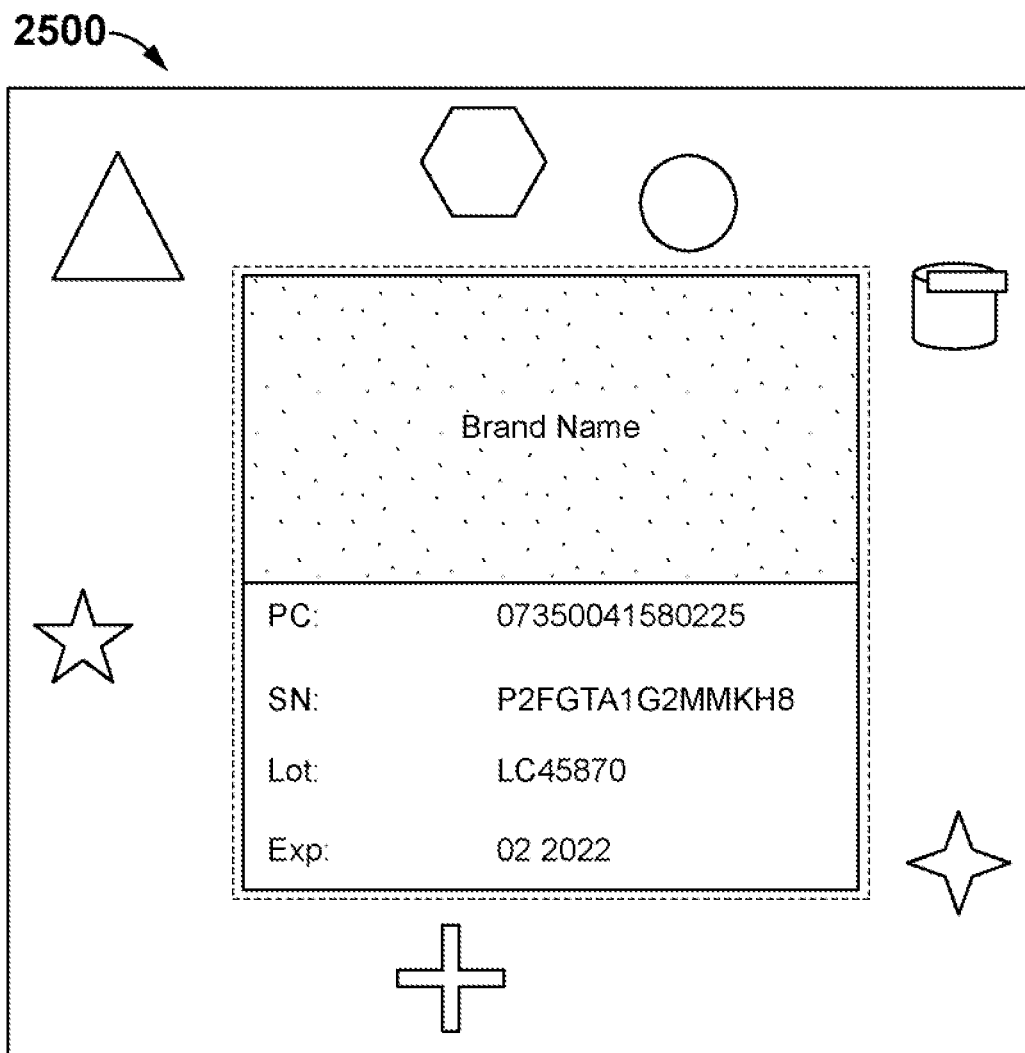 2500
Brand Name
PC: 07350041580225
SN: P2FGTA1G2MMKH8
Lot: LC45870
Exp: 02 2022